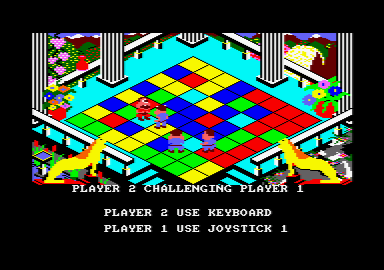 PLAYER 2 CHALLENGING PLAYER 1
PLAYER 2 USE KEYBOARD
PLAYER 1 USE JOYSTICK 1